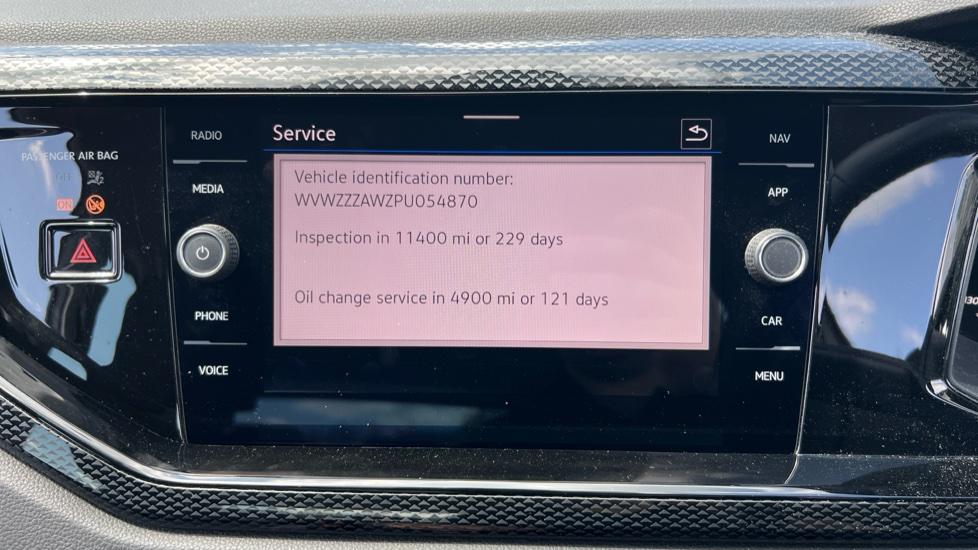 PASSENGER AIR BAG
OFF
ON
RADIO
MEDIA
PHONE
VOICE
Service
Vehicle identification number:
WVWZZZAWZPU054870
Inspection in 11400 mi or 229 days
Oil change service in 4900 mi or 121 days
NAV
APP
CAR
MENU